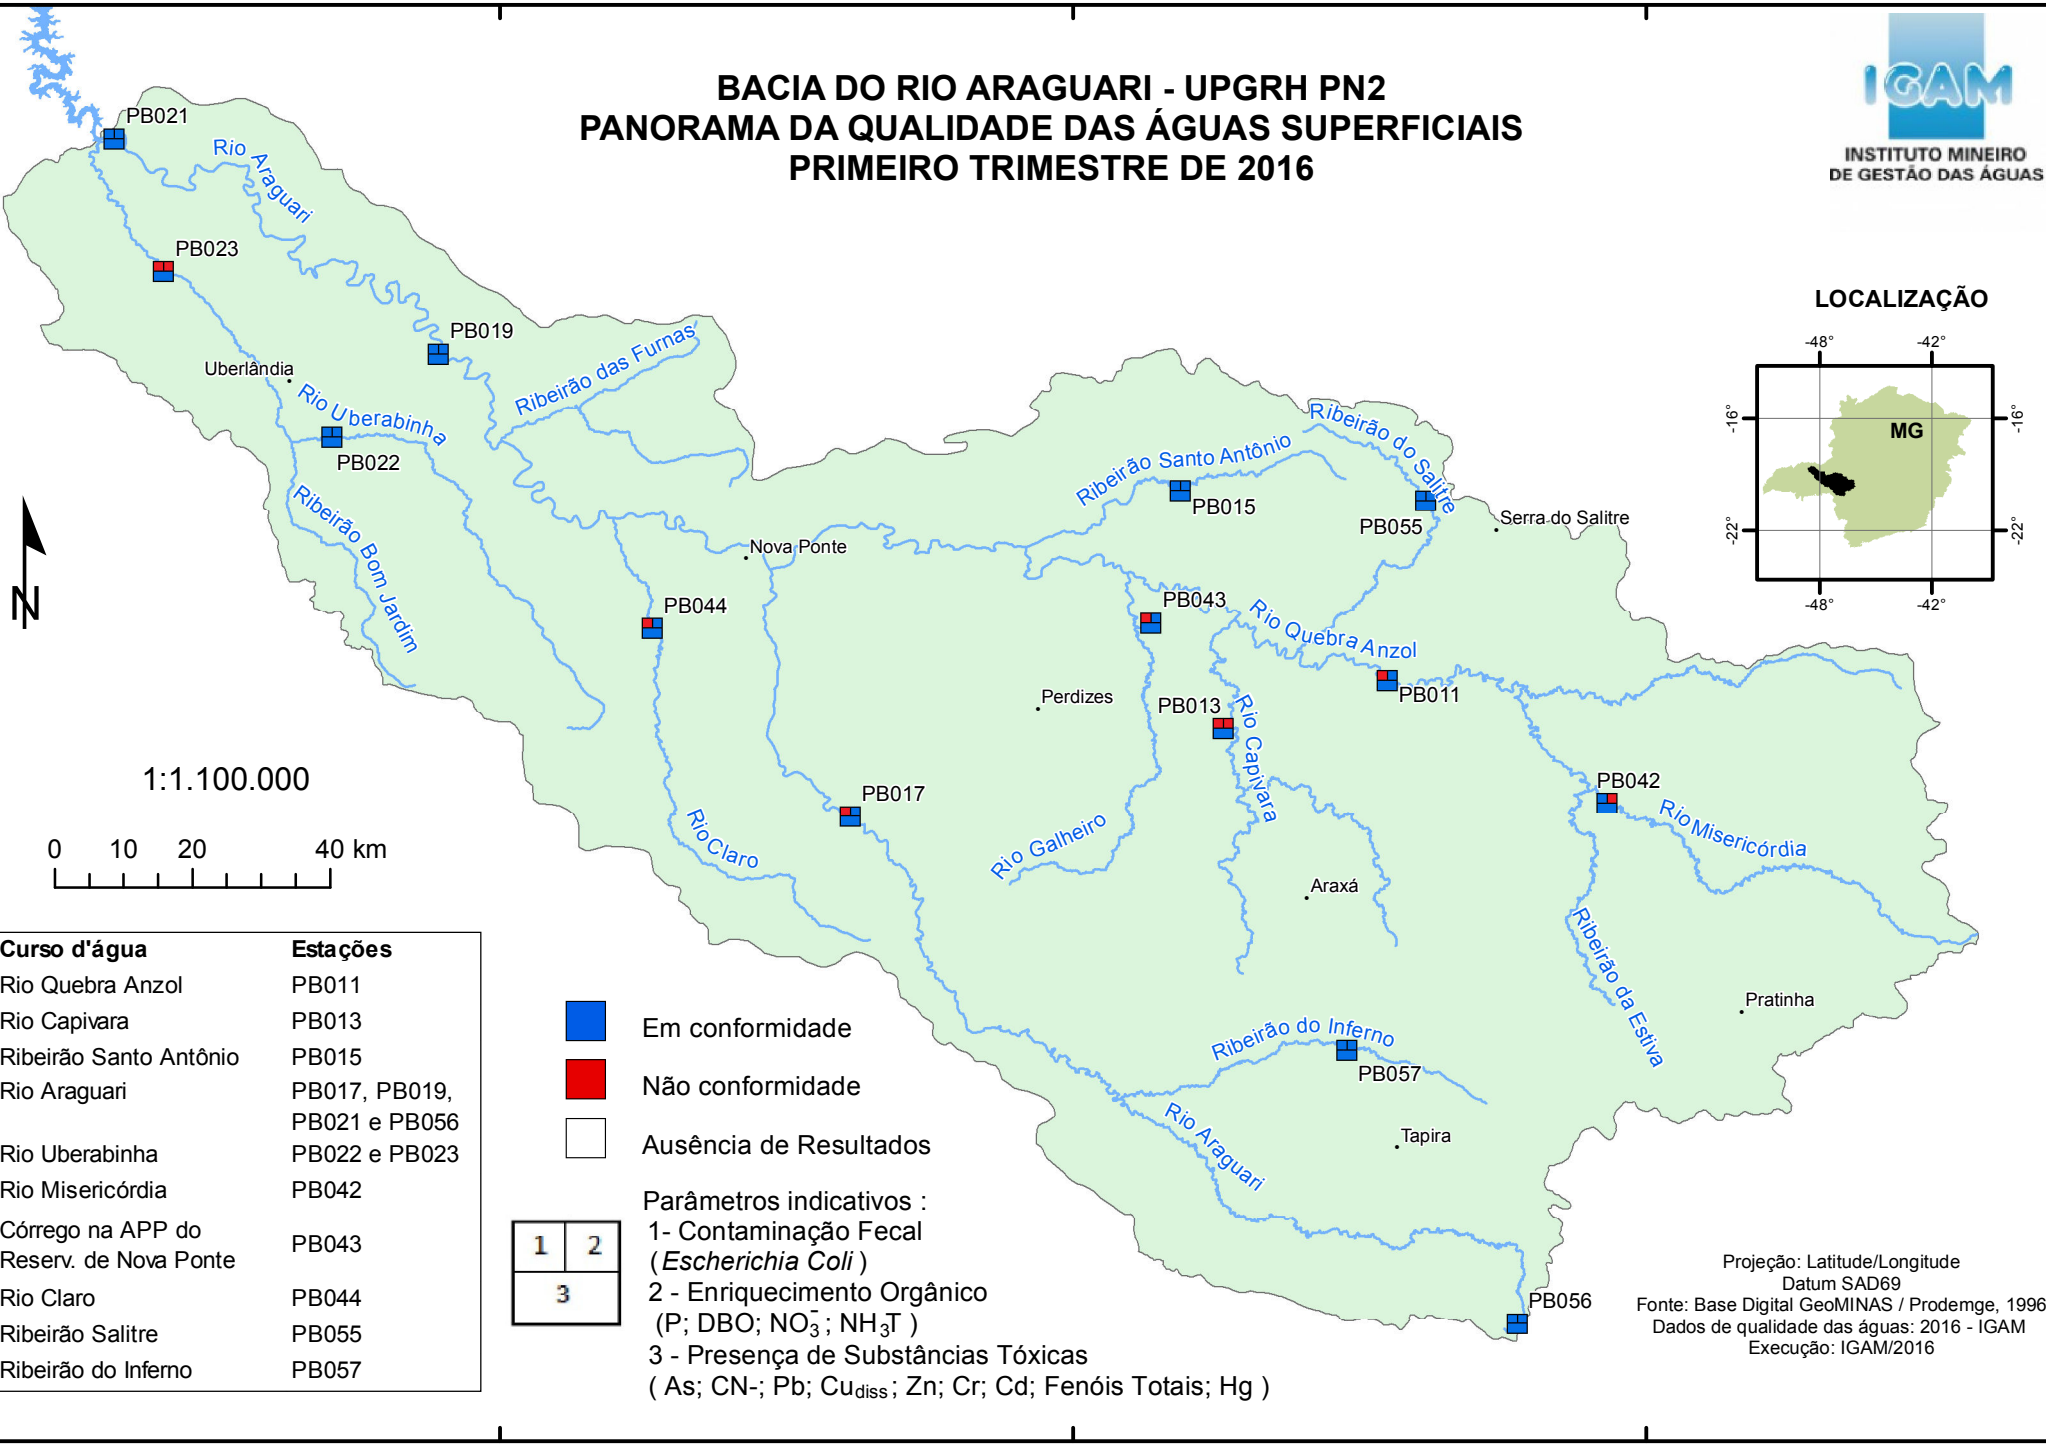 BACIA DO RIO ARAGUARI - UPGRH PN2
PANORAMA DA QUALIDADE DAS ÁGUAS SUPERFICIAIS
PRIMEIRO TRIMESTRE DE 2016
IGAM
INSTITUTO MINEIRO
DE GESTÃO DAS ÁGUAS
LOCALIZAÇÃO
-48°
-42°
-16°
-16°
MG
-22°
-22°
-48°
-42°
PB021
Rio Araguari
PB023
PB019
Uberlândia
Ribeirão das Furnas
Rio Uberabinha
PB022
Ribeirão Bom Jardim
Ribeirão do Salitre
Ribeirão Santo Antônio
PB015
PB055
Serra do Salitre
Nova Ponte
N
PB044
PB043
Rio Quebra Anzol
PB011
Perdizes
PB013
Rio Capivara
PB042
Rio Misericórdia
PB017
Rio Claro
Rio Galheiro
Araxá
Ribeirão da Estiva
Pratinha
Ribeirão do Inferno
PB057
Rio Araguari
Tapira
PB056
1:1.100.000
0 10 20 40 km
Curso d'água Estações
Rio Quebra Anzol PB011
Rio Capivara PB013
Ribeirão Santo Antônio PB015
Rio Araguari PB017, PB019,
PB021 e PB056
Rio Uberabinha PB022 e PB023
Rio Misericórdia PB042
Córrego na APP do
Reserv. de Nova Ponte PB043
Rio Claro PB044
Ribeirão Salitre PB055
Ribeirão do Inferno PB057
Em conformidade
Não conformidade
Ausência de Resultados
1 2
3
Parâmetros indicativos :
1- Contaminação Fecal
(Escherichia Coli )
2 - Enriquecimento Orgânico
(P; DBO; NO₃⁻; NH₃T )
3 - Presença de Substâncias Tóxicas
( As; CN-; Pb; Cudiss; Zn; Cr; Cd; Fenóis Totais; Hg )
Projeção: Latitude/Longitude
Datum SAD69
Fonte: Base Digital GeoMINAS / Prodemge, 1996
Dados de qualidade das águas: 2016 - IGAM
Execução: IGAM/2016